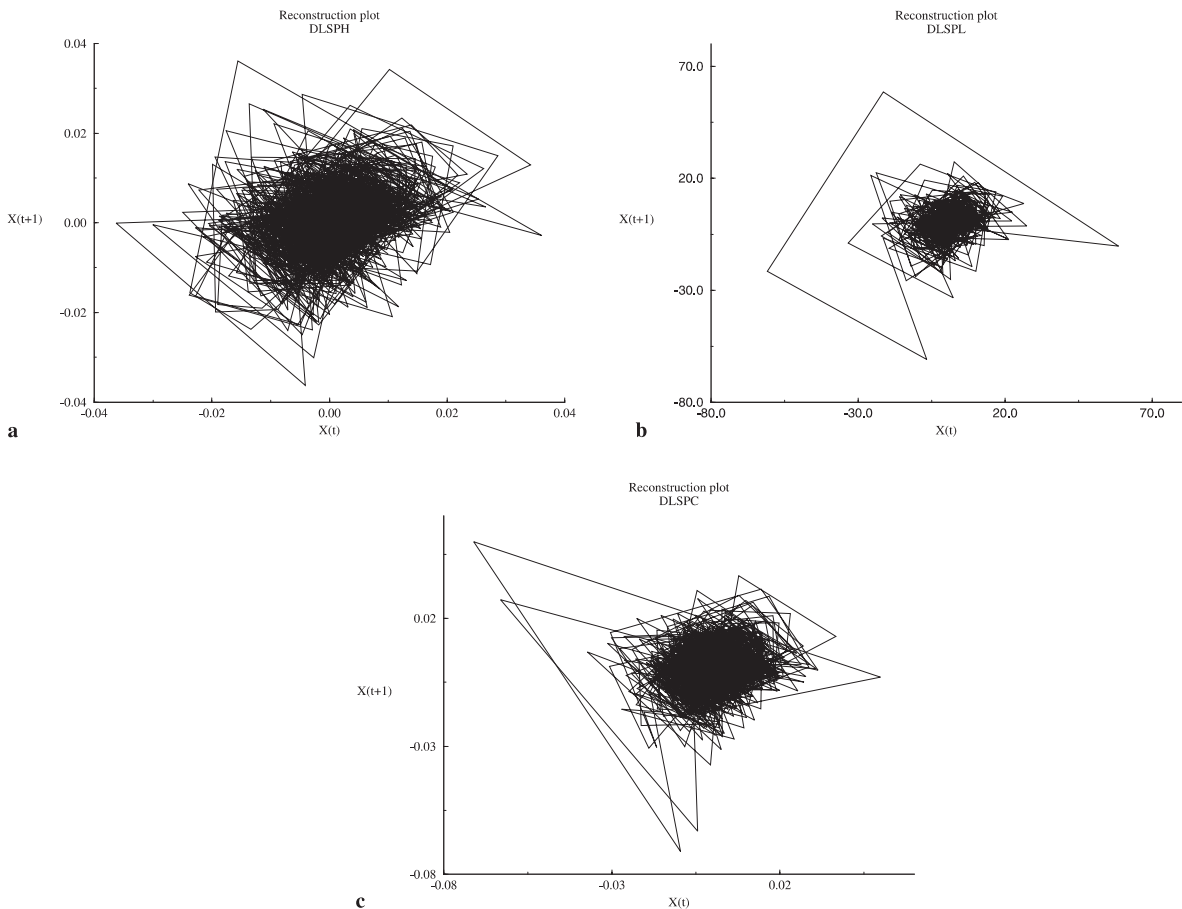 Reconstruction plot
DLSPH
0.04
0.02
X(t+1)
0.00
-0.02
-0.04
-0.04
-0.02
0.00
0.02
0.04
X(t)
a
Reconstruction plot
DLSPL
70.0
20.0
X(t+1)
-30.0
-80.0
-80.0
-30.0
20.0
70.0
X(t)
b
Reconstruction plot
DLSPC
0.02
X(t+1)
-0.03
-0.08
-0.08
-0.03
0.02
X(t)
c